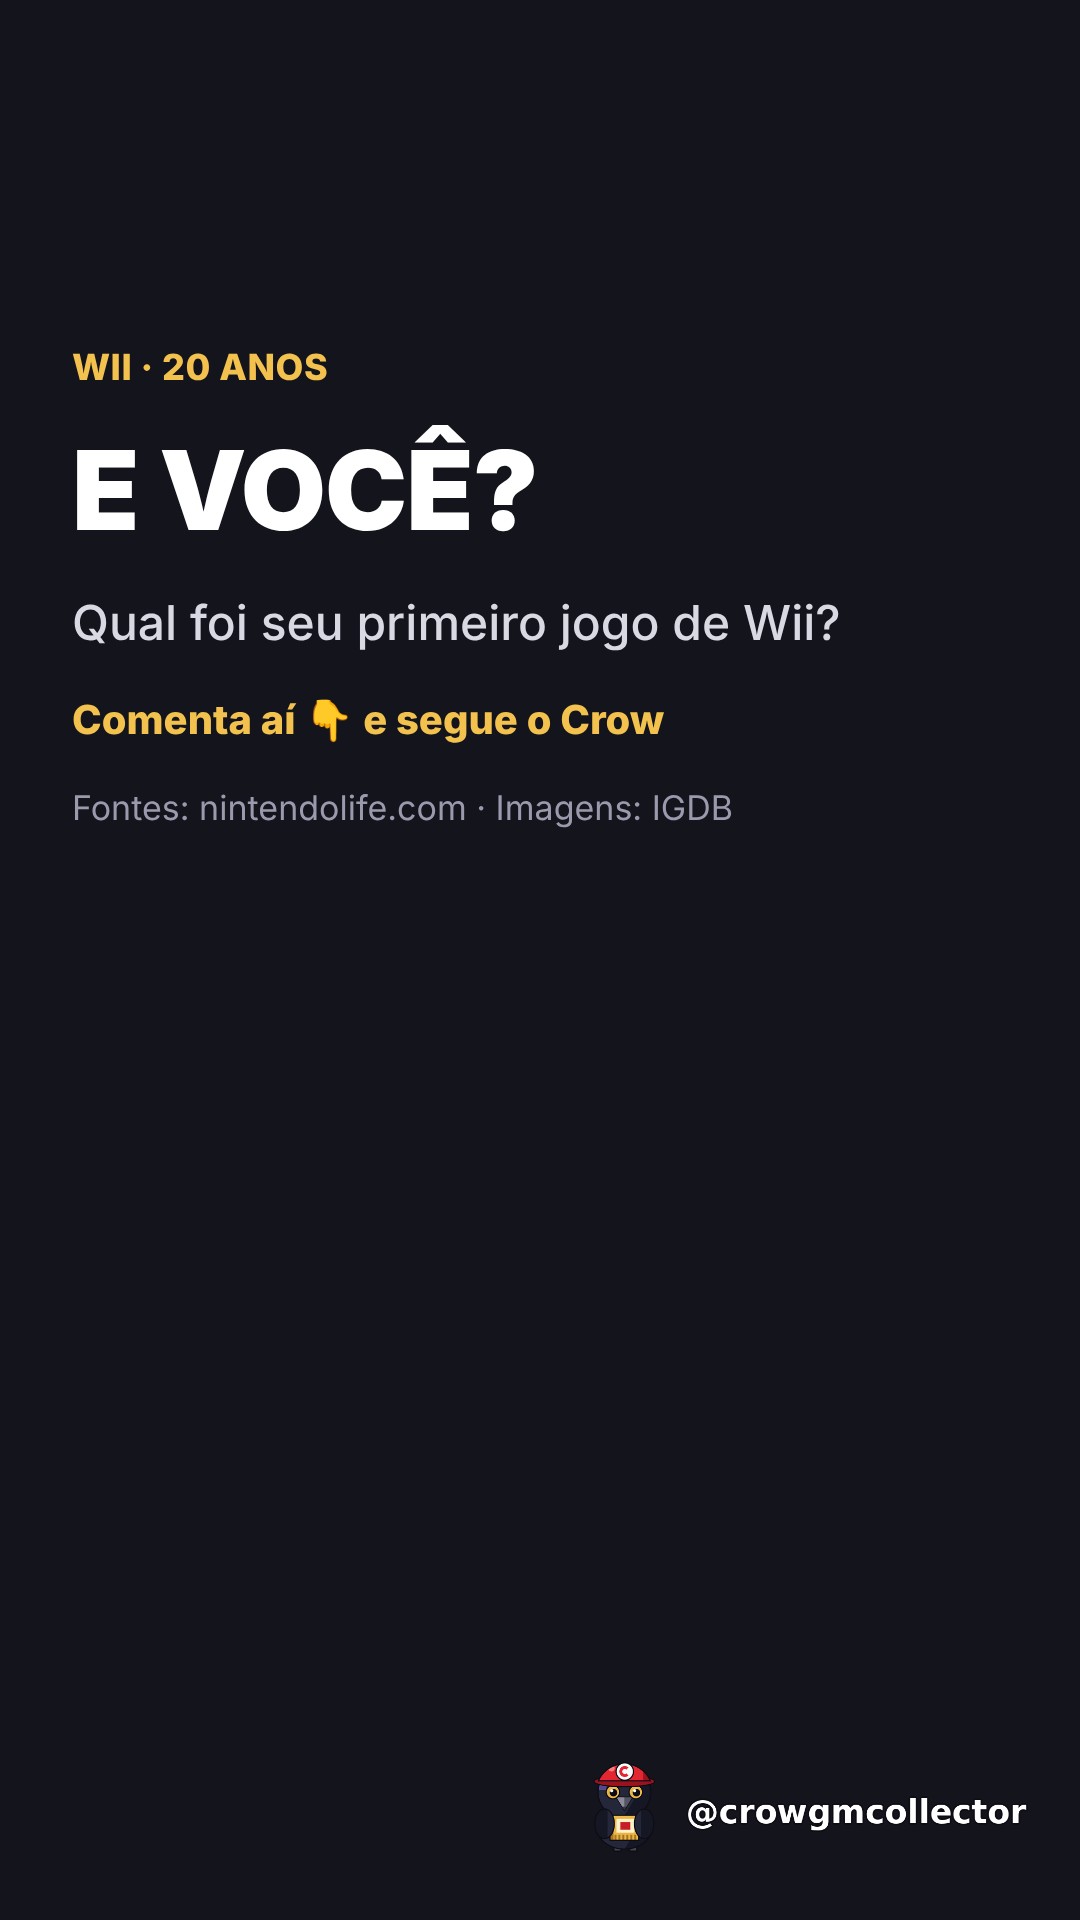 WII · 20 ANOS
E VOCÊ?
Qual foi seu primeiro jogo de Wii?
Comenta aí 👇 e segue o Crow
Fontes: nintendolife.com · Imagens: IGDB
C
@crowgmcollector